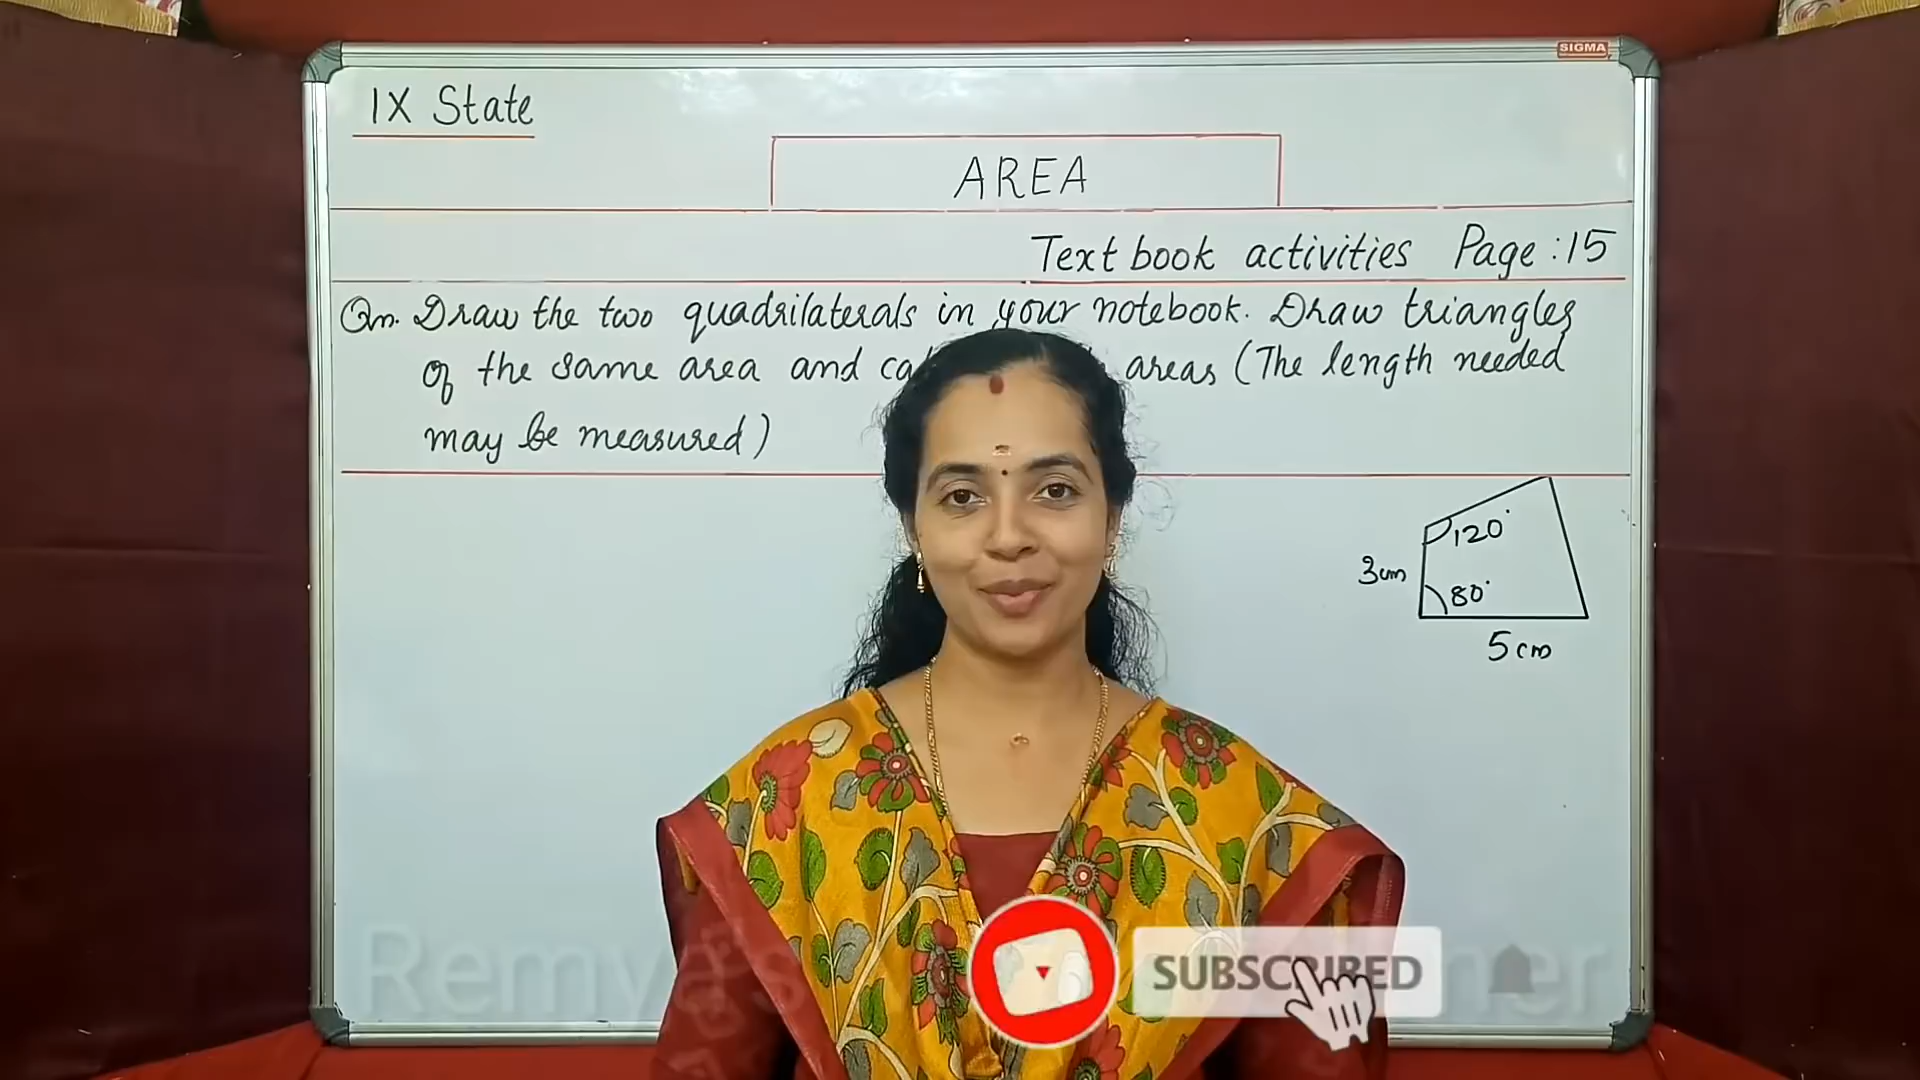 SIGMA
IX State
AREA
Text book activities Page : 15
Qn. Draw the two quadrilaterals in your notebook. Draw triangles
of the same area and areas (The length needed
may be measured)
120°
3cm
80°
5cm
Remya's
SUBSCRIBED